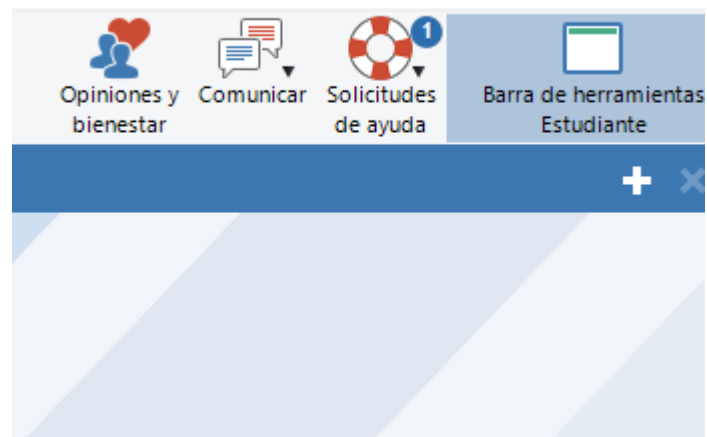 1
Opiniones y
bienestar
Comunicar
Solicitudes
de ayuda
Barra de herramientas
Estudiante